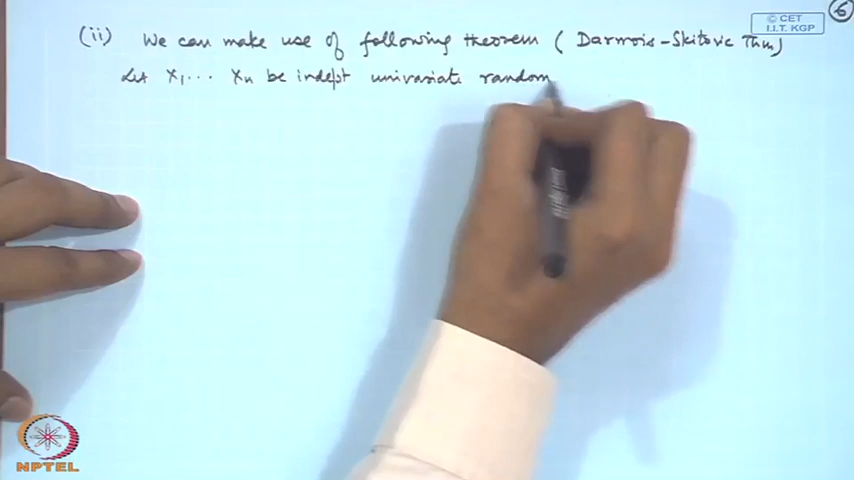 © CET
I.I.T. KGP
6
(ii) We can make use of following theorem ( Darmois-Skitovic Thm)
Let X1... Xn be indept univariate random
NPTEL